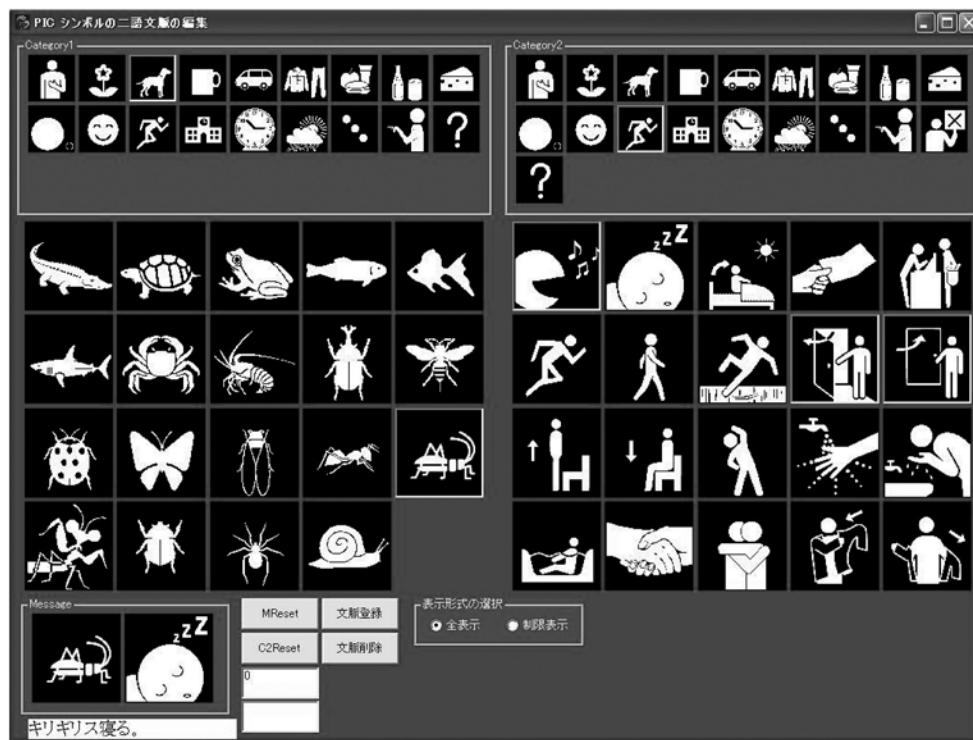 PIC シンボルの二語文脈の編集
Category1
Category2
?
?
z z Z
Message
MReset
文脈登録
C2Reset
文脈削除
0
表示形式の選択
全表示
制限表示
z z Z
キリギリス寝る。